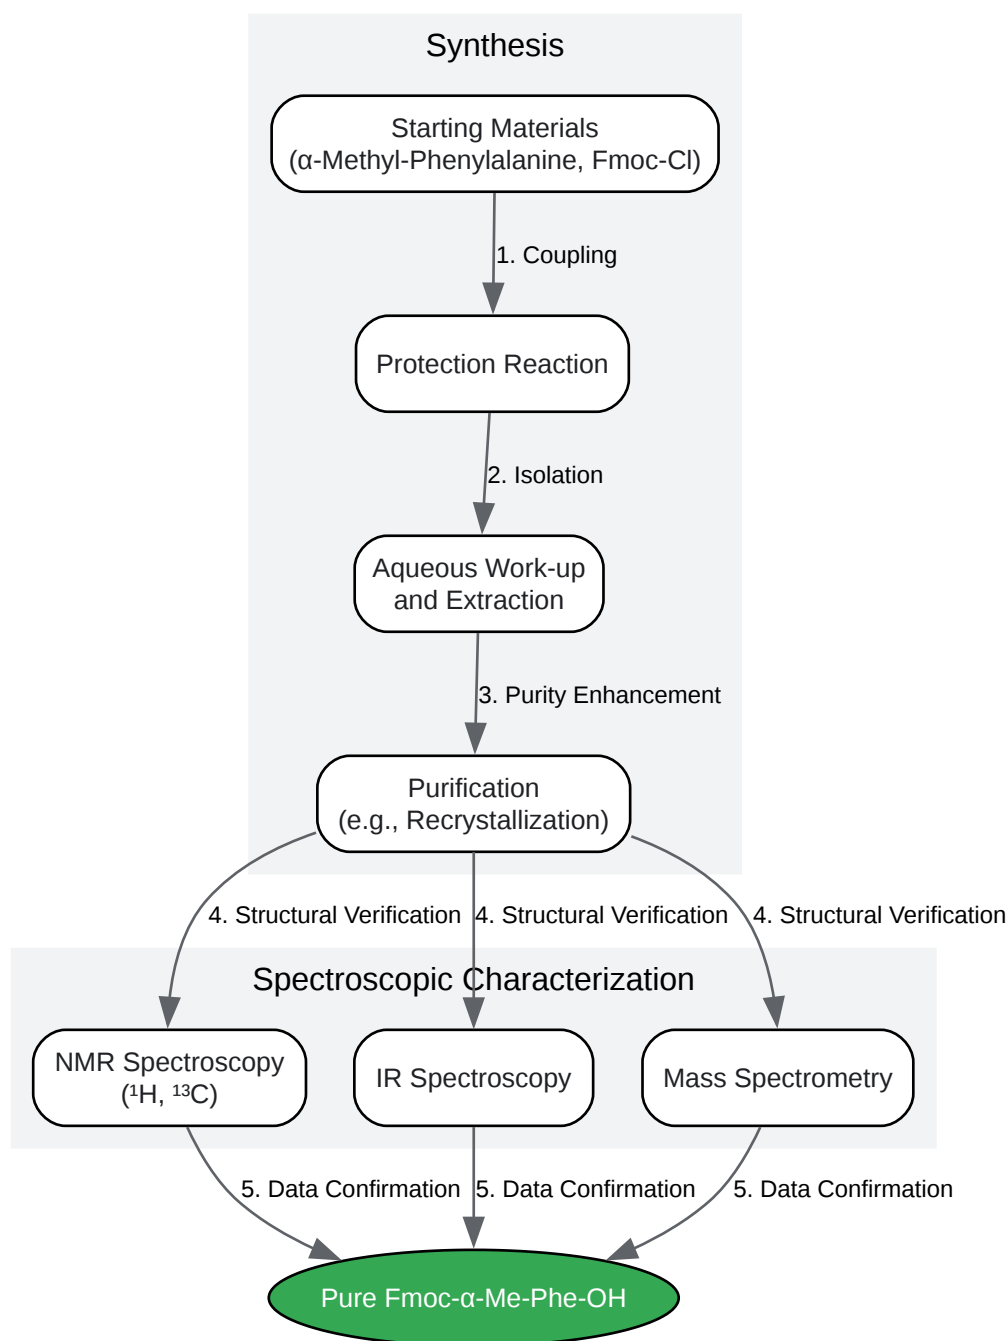 Synthesis
Starting Materials
(α-Methyl-Phenylalanine, Fmoc-Cl)
1. Coupling
Protection Reaction
2. Isolation
Aqueous Work-up
and Extraction
3. Purity Enhancement
Purification
(e.g., Recrystallization)
4. Structural Verification
4. Structural Verification
4. Structural Verification
Spectroscopic Characterization
NMR Spectroscopy
(¹H, ¹³C)
IR Spectroscopy
Mass Spectrometry
5. Data Confirmation
5. Data Confirmation
5. Data Confirmation
Pure Fmoc-α-Me-Phe-OH